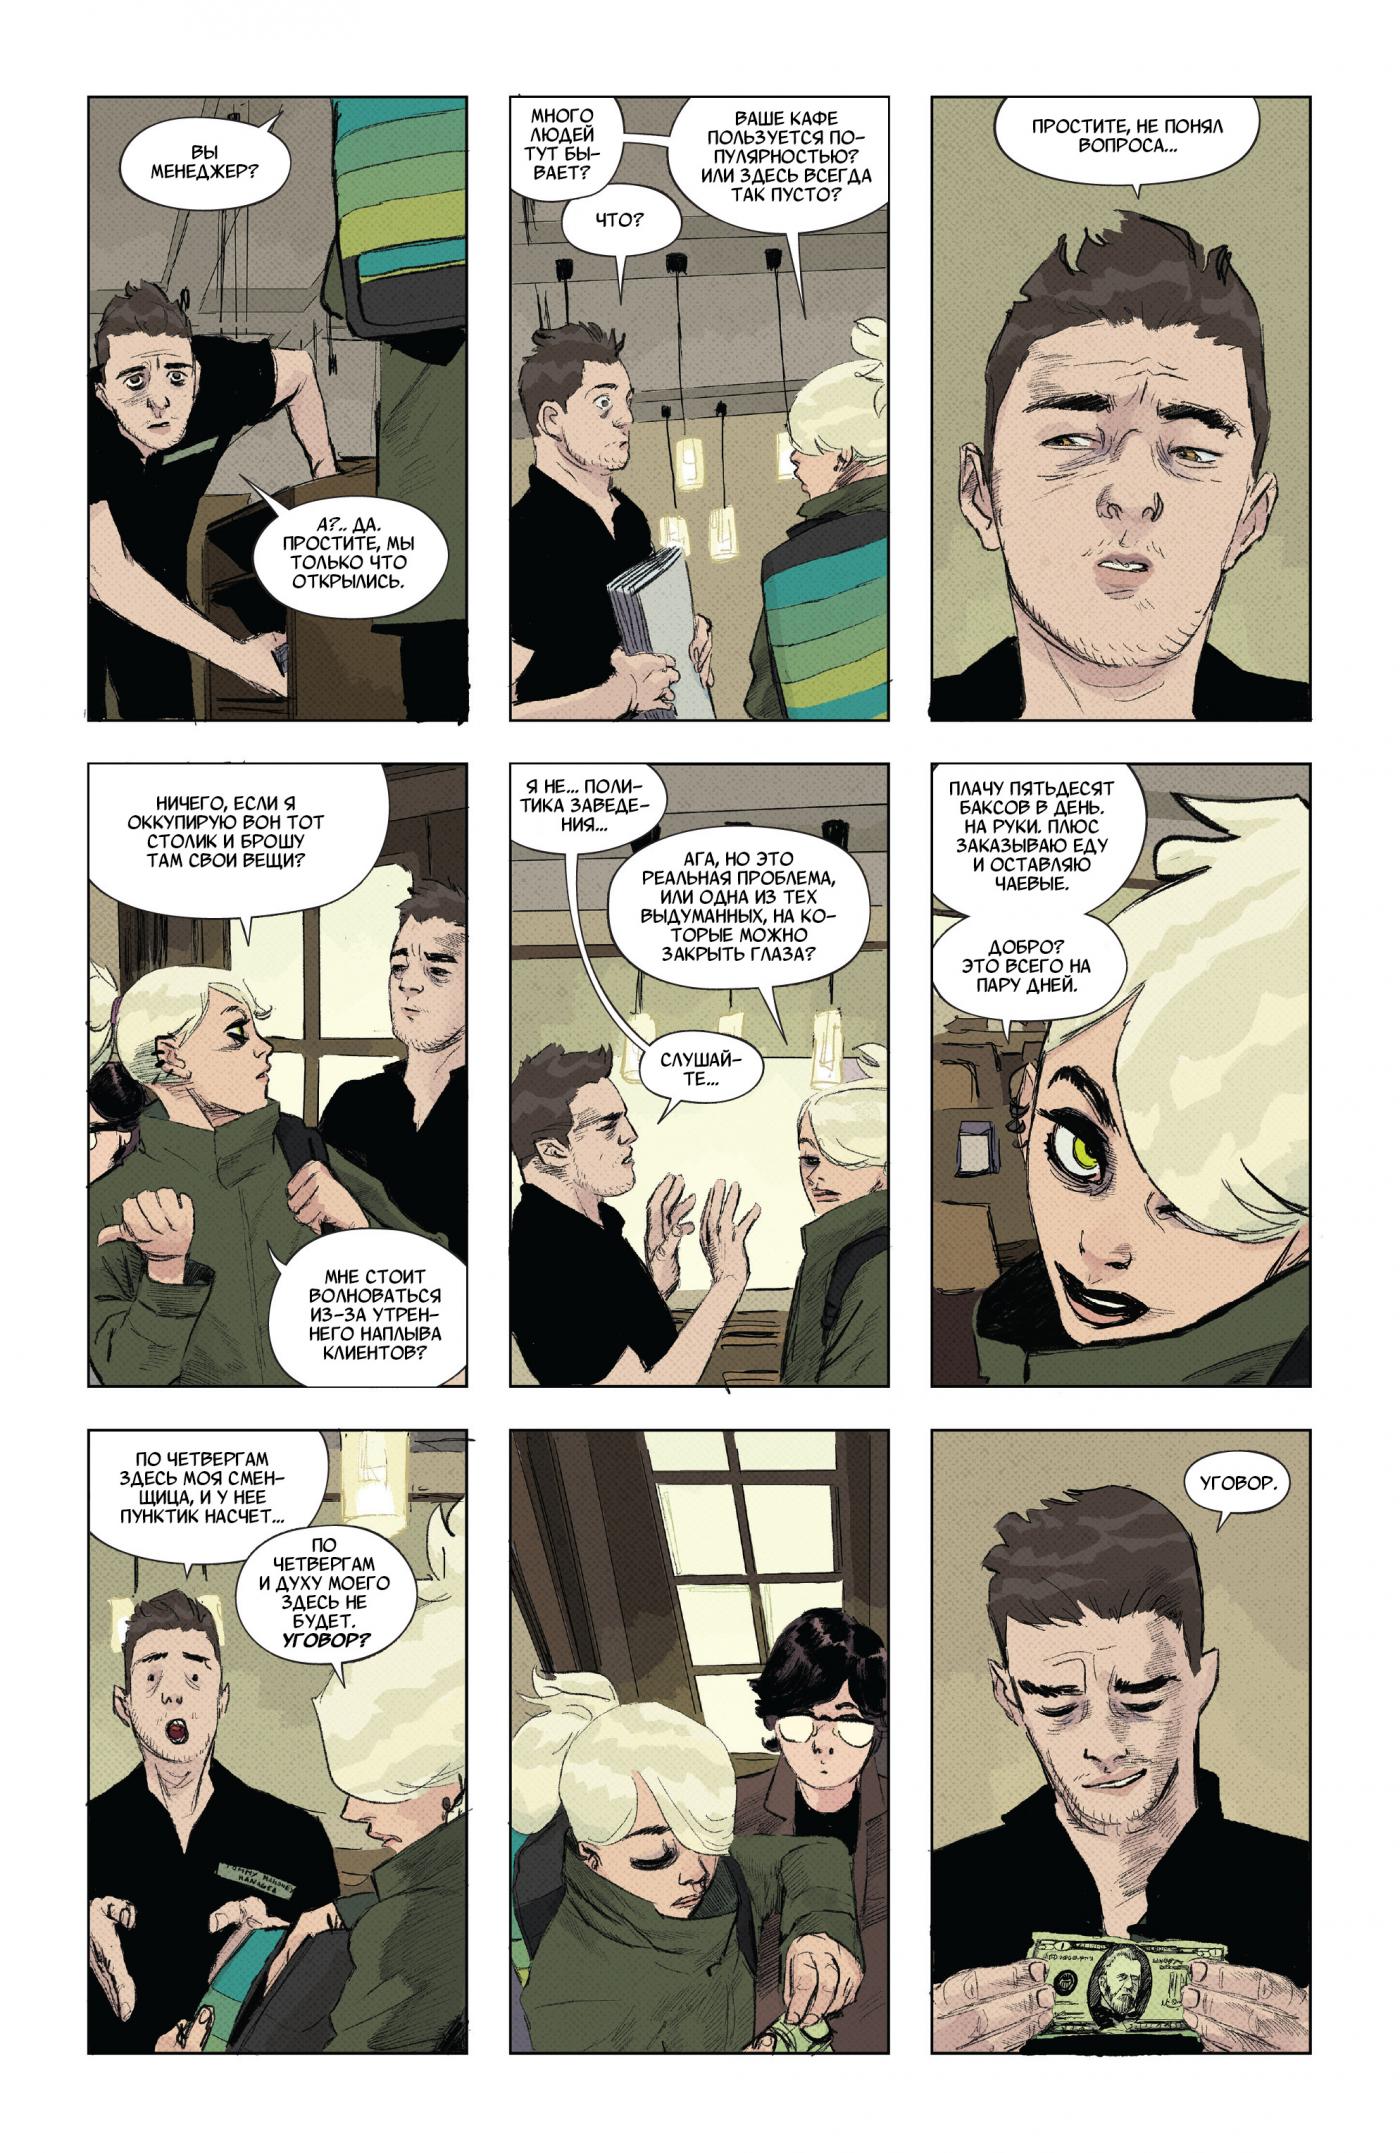 ВЫ
МЕНЕДЖЕР?
А?.. ДА.
ПРОСТИТЕ, МЫ
ТОЛЬКО ЧТО
ОТКРЫЛИСЬ.
МНОГО
ЛЮДЕЙ
ТУТ БЫ-
ВАЕТ?
ЧТО?
ВАШЕ КАФЕ
ПОЛЬЗУЕТСЯ ПО-
ПУЛЯРНОСТЬЮ?
ИЛИ ЗДЕСЬ ВСЕГДА
ТАК ПУСТО?
ПРОСТИТЕ, НЕ ПОНЯЛ
ВОПРОСА...
НИЧЕГО, ЕСЛИ Я
ОККУПИРУЮ ВОН ТОТ
СТОЛИК И БРОШУ
ТАМ СВОИ ВЕЩИ?
МНЕ СТОИТ
ВОЛНОВАТЬСЯ
ИЗ-ЗА УТРЕН-
НЕГО НАПЛЫВА
КЛИЕНТОВ?
Я НЕ... ПОЛИ-
ТИКА ЗАВЕДЕ-
НИЯ...
АГА, НО ЭТО
РЕАЛЬНАЯ ПРОБЛЕМА,
ИЛИ ОДНА ИЗ ТЕХ
ВЫДУМАННЫХ, НА КО-
ТОРЫЕ МОЖНО
ЗАКРЫТЬ ГЛАЗА?
СЛУШАЙ-
ТЕ...
ПЛАЧУ ПЯТЬДЕСЯТ
БАКСОВ В ДЕНЬ.
НА РУКИ. ПЛЮС
ЗАКАЗЫВАЮ ЕДУ
И ОСТАВЛЯЮ
ЧАЕВЫЕ.
ДОБРО?
ЭТО ВСЕГО НА
ПАРУ ДНЕЙ.
ПО ЧЕТВЕРГАМ
ЗДЕСЬ МОЯ СМЕН-
ЩИЦА, И У НЕЕ
ПУНКТИК НАСЧЕТ...
ПО
ЧЕТВЕРГАМ
И ДУХУ МОЕГО
ЗДЕСЬ НЕ
БУДЕТ.
УГОВОР?
TOMMY MAHONEY
MANAGER
УГОВОР.